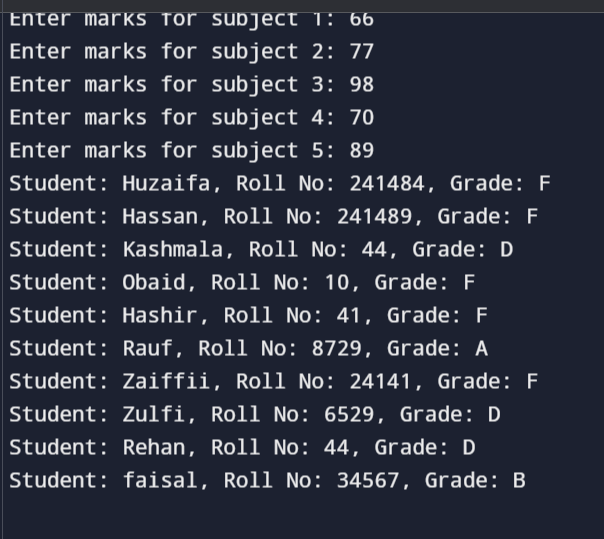 Enter marks for subject 1: 66
Enter marks for subject 2: 77
Enter marks for subject 3: 98
Enter marks for subject 4: 70
Enter marks for subject 5: 89
Student: Huzaifa, Roll No: 241484, Grade: F
Student: Hassan, Roll No: 241489, Grade: F
Student: Kashmala, Roll No: 44, Grade: D
Student: Obaid, Roll No: 10, Grade: F
Student: Hashir, Roll No: 41, Grade: F
Student: Rauf, Roll No: 8729, Grade: A
Student: Zaiffii, Roll No: 24141, Grade: F
Student: Zulfi, Roll No: 6529, Grade: D
Student: Rehan, Roll No: 44, Grade: D
Student: faisal, Roll No: 34567, Grade: B